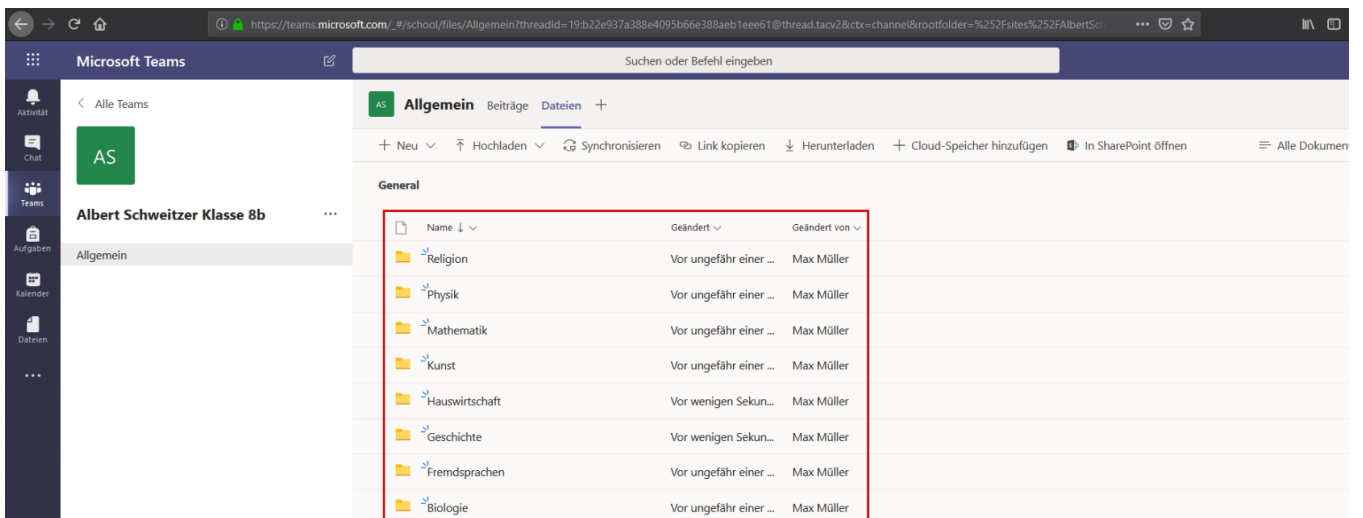 https://teams.microsoft.com/_#/school/files/Allgemein?threadId=19:b22e937a388e4095b66e388aeb1eee61@thread.tacv2&ctx=channel&rootfolder=%252Fsites%252FAlbertSc
Microsoft Teams
Suchen oder Befehl eingeben
Aktivität
Chat
Teams
Aufgaben
Kalender
Dateien
Alle Teams
AS
Albert Schweitzer Klasse 8b
Allgemein
AS Allgemein Beiträge Dateien
Neu Hochladen Synchronisieren Link kopieren Herunterladen Cloud-Speicher hinzufügen In SharePoint öffnen Alle Dokumen
General
Name Geändert Geändert von
Religion Vor ungefähr einer ... Max Müller
Physik Vor ungefähr einer ... Max Müller
Mathematik Vor ungefähr einer ... Max Müller
Kunst Vor ungefähr einer ... Max Müller
Hauswirtschaft Vor wenigen Sekun... Max Müller
Geschichte Vor wenigen Sekun... Max Müller
Fremdsprachen Vor ungefähr einer ... Max Müller
Biologie Vor ungefähr einer ... Max Müller